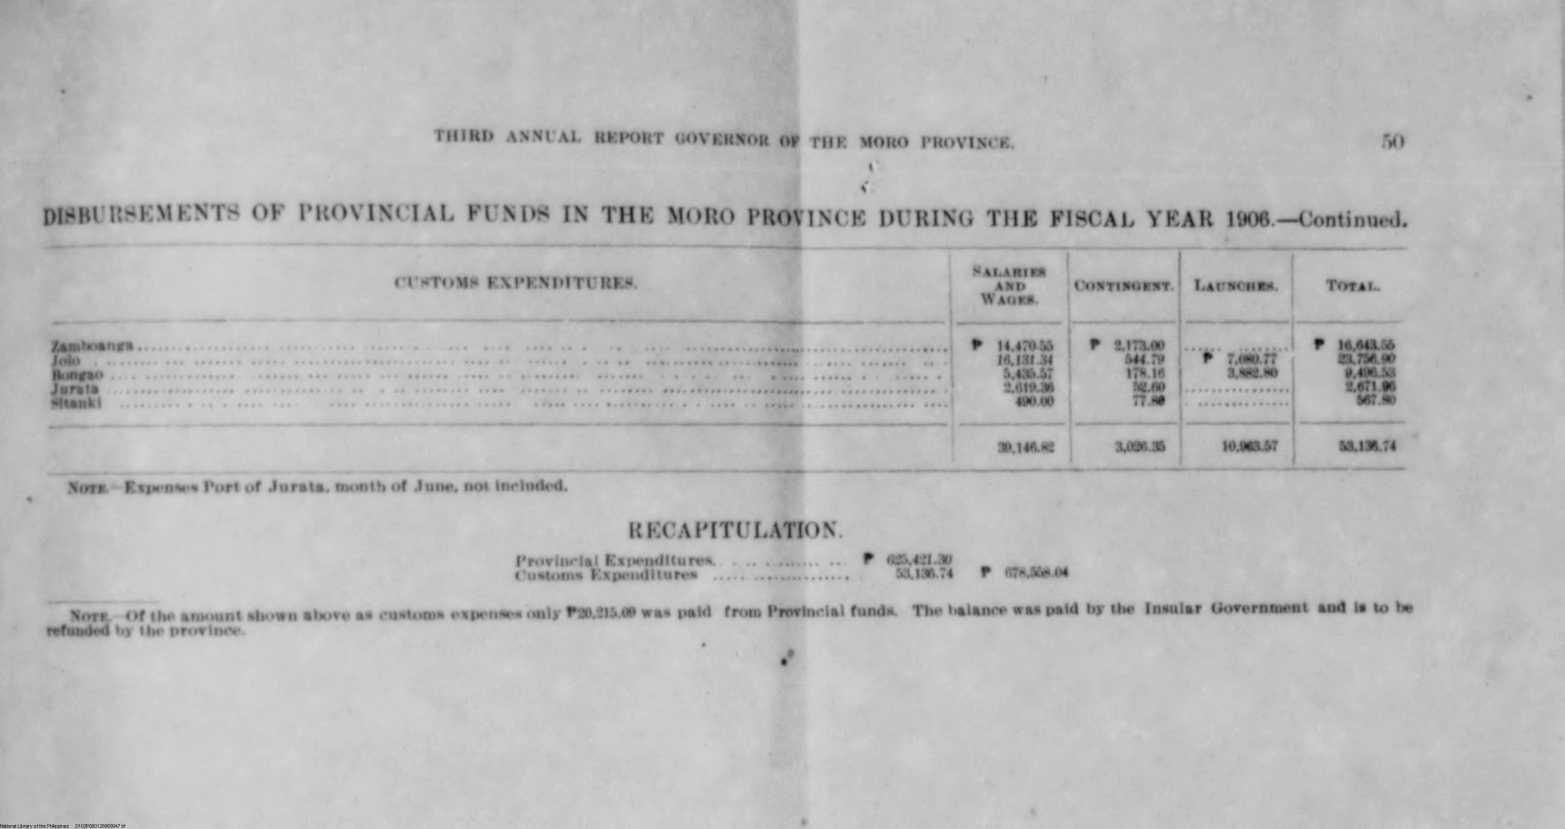 THIRD ANNUAL REPORT GOVERNOR OF THE MORO PROVINCE. 50
DISBURSEMENTS OF PROVINCIAL FUNDS IN THE MORO PROVINCE DURING THE FISCAL YEAR 1906.—Continued.
CUSTOMS EXPENDITURES. SALARIES AND WAGES. CONTINGENT. LAUNCHES. TOTAL.
Zamboanga ₱ 14,470.55 ₱ 2,173.00 ₱ 16,643.55
Jolo 16,131.34 544.79 ₱ 7,080.77 23,756.90
Bongao 5,435.57 178.16 3,882.80 9,496.53
Jurata 2,619.36 52.60 2,671.96
Sitanki 490.00 77.80 567.80
39,146.82 3,026.35 10,963.57 53,136.74
NOTE.—Expenses Port of Jurata, month of June, not included.
RECAPITULATION.
Provincial Expenditures. ₱ 625,421.30
Customs Expenditures 53,136.74 ₱ 678,558.04
NOTE.—Of the amount shown above as customs expenses only ₱20,215.09 was paid from Provincial funds. The balance was paid by the Insular Government and is to be
refunded by the province.
National Library of the Philippines